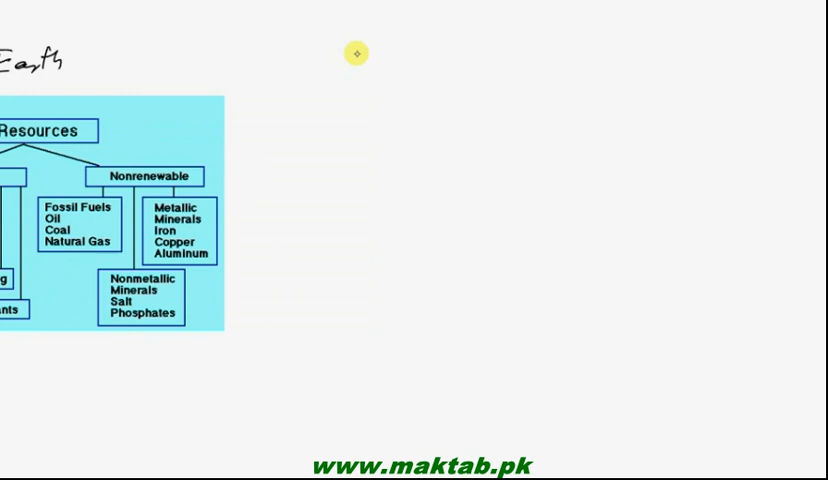 Earth
Resources
Nonrenewable
Fossil Fuels
Oil
Coal
Natural Gas
Metallic
Minerals
Iron
Copper
Aluminum
g
Nonmetallic
Minerals
Salt
Phosphates
ants
www.maktab.pk